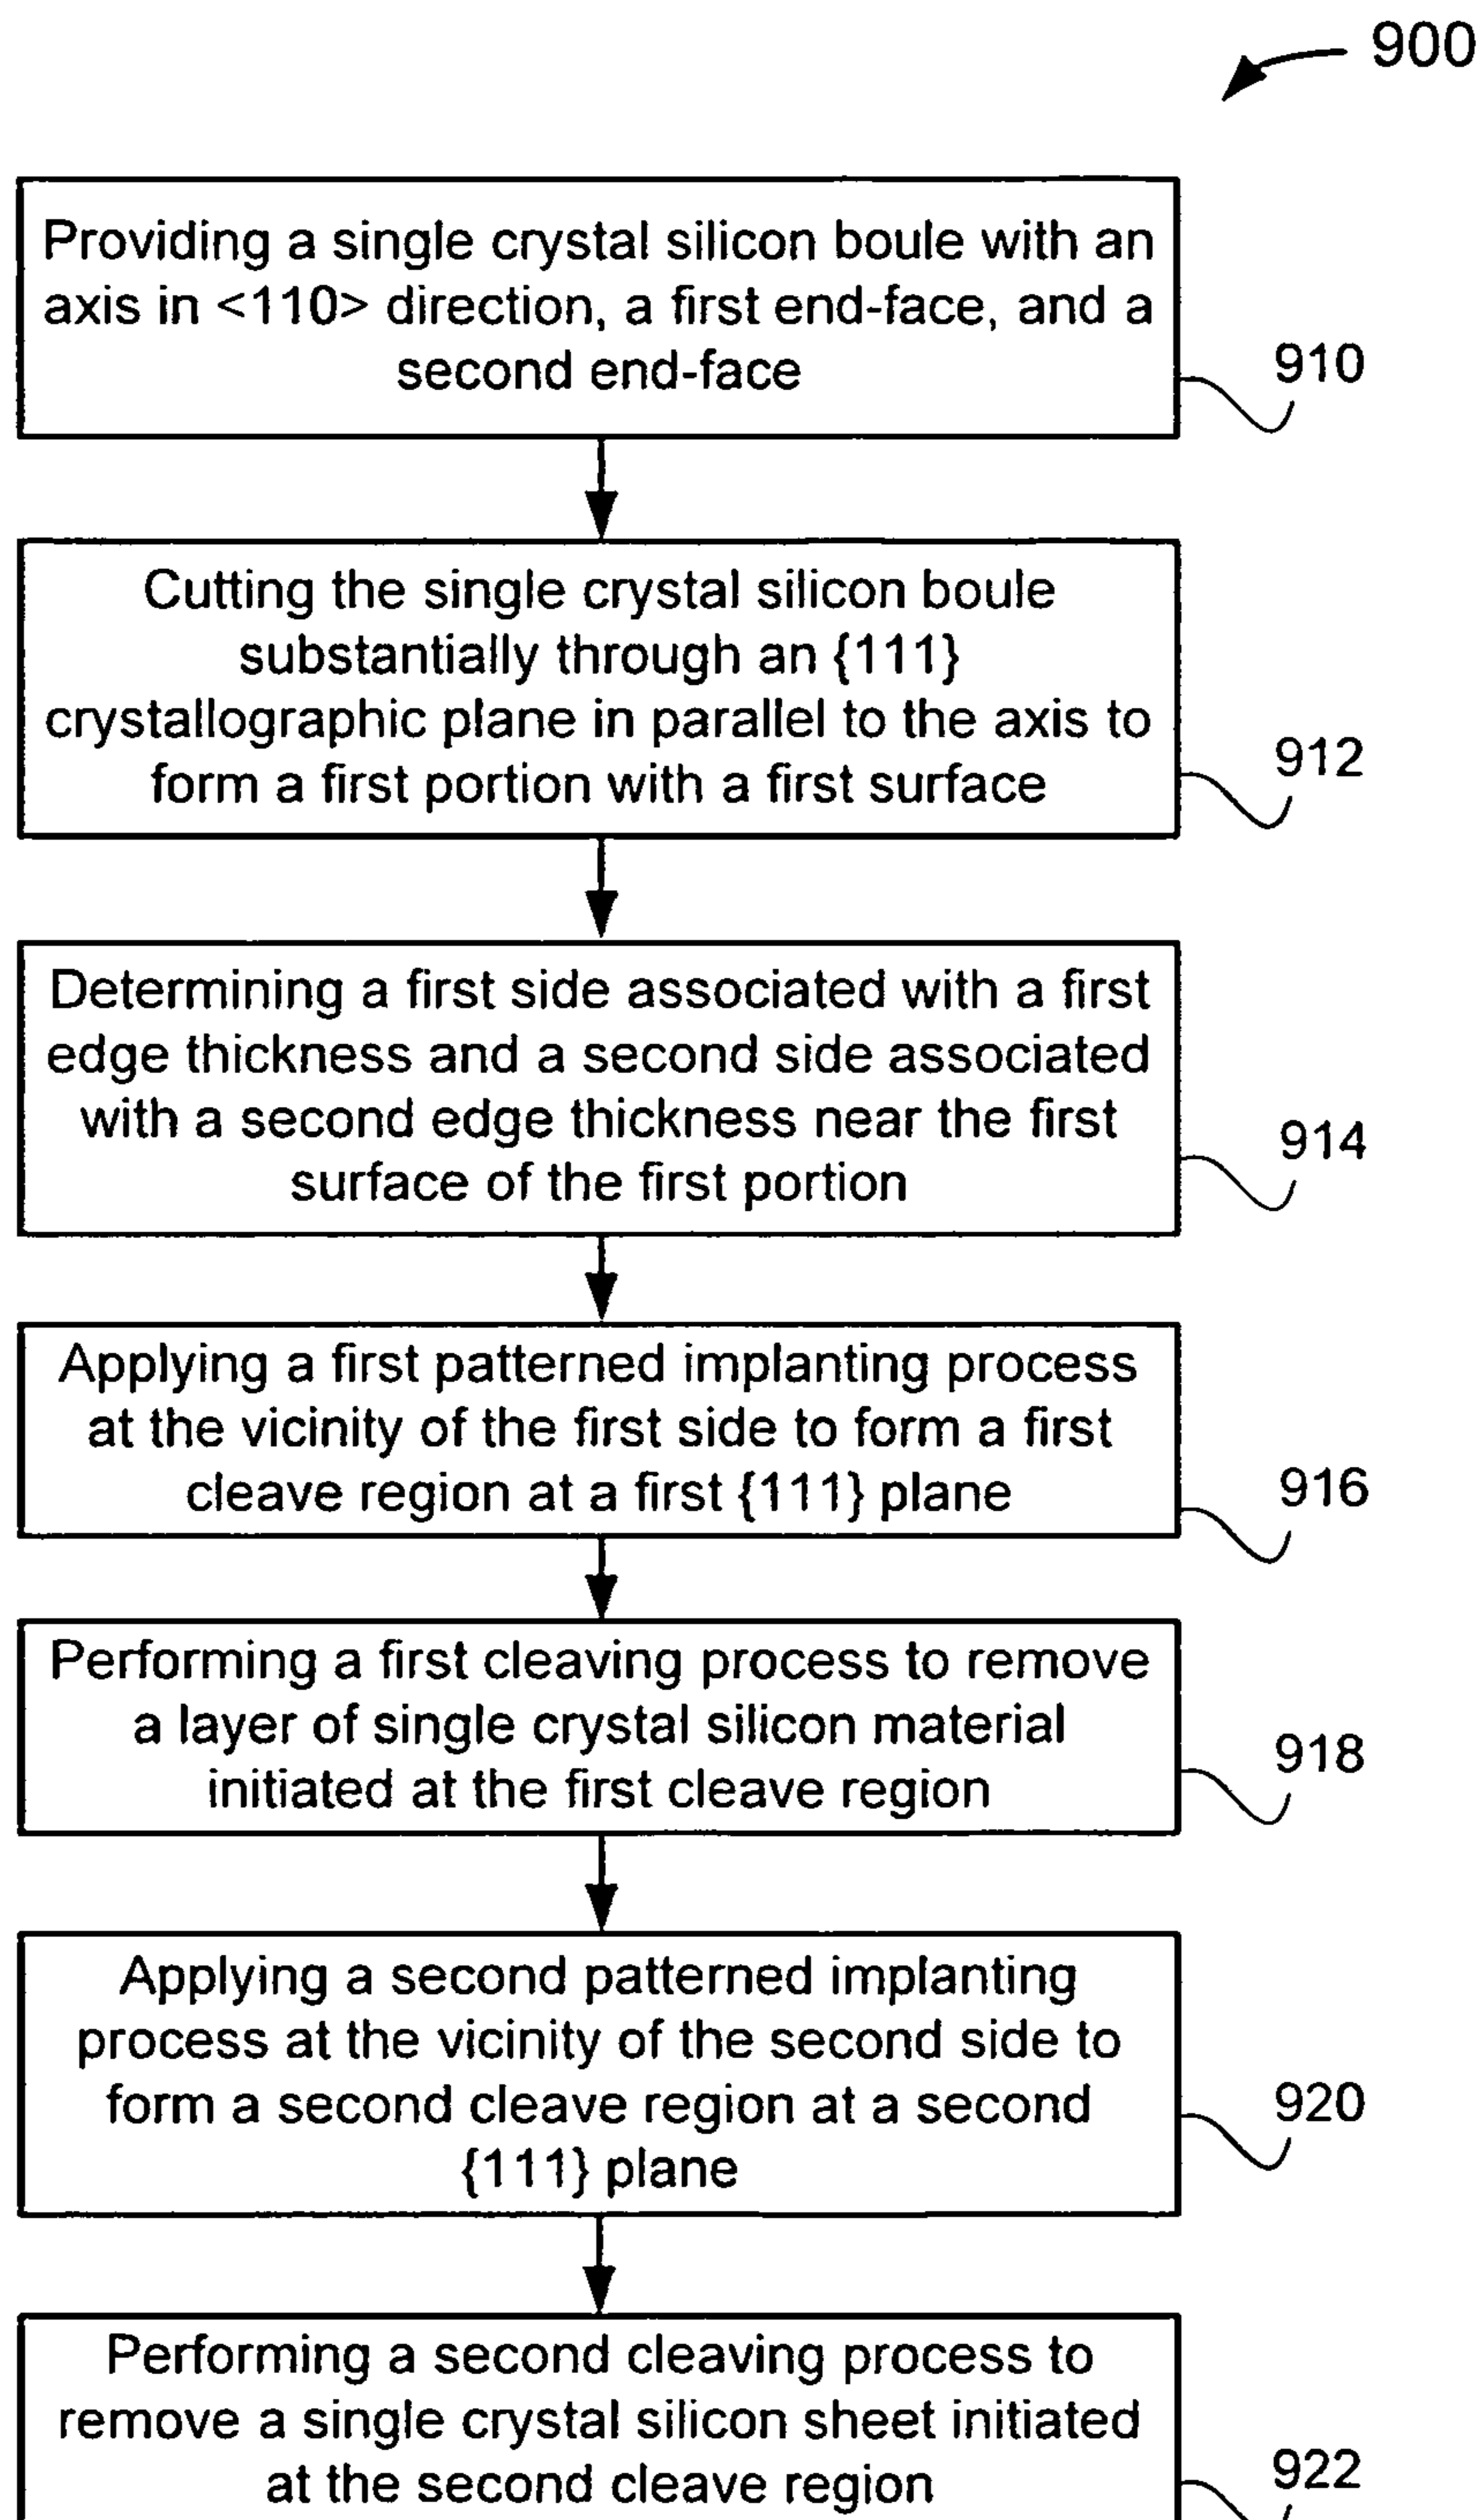 900
Providing a single crystal silicon boule with an
axis in <110> direction, a first end-face, and a
second end-face
910
Cutting the single crystal silicon boule
substantially through an {111}
crystallographic plane in parallel to the axis to
form a first portion with a first surface
912
Determining a first side associated with a first
edge thickness and a second side associated
with a second edge thickness near the first
surface of the first portion
914
Applying a first patterned implanting process
at the vicinity of the first side to form a first
cleave region at a first {111} plane
916
Performing a first cleaving process to remove
a layer of single crystal silicon material
initiated at the first cleave region
918
Applying a second patterned implanting
process at the vicinity of the second side to
form a second cleave region at a second
{111} plane
920
Performing a second cleaving process to
remove a single crystal silicon sheet initiated
at the second cleave region
922